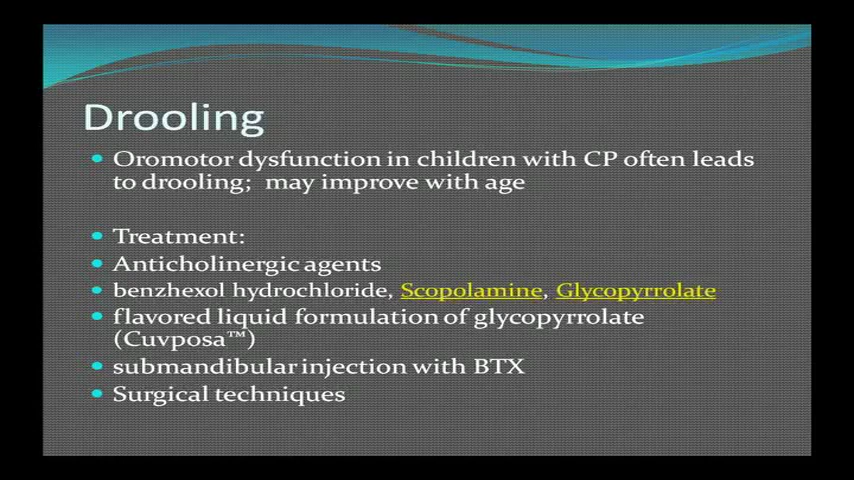 Drooling
Oromotor dysfunction in children with CP often leads
to drooling; may improve with age
Treatment:
Anticholinergic agents
benzhexol hydrochloride, Scopolamine, Glycopyrrolate
flavored liquid formulation of glycopyrrolate
(Cuvposa™)
submandibular injection with BTX
Surgical techniques